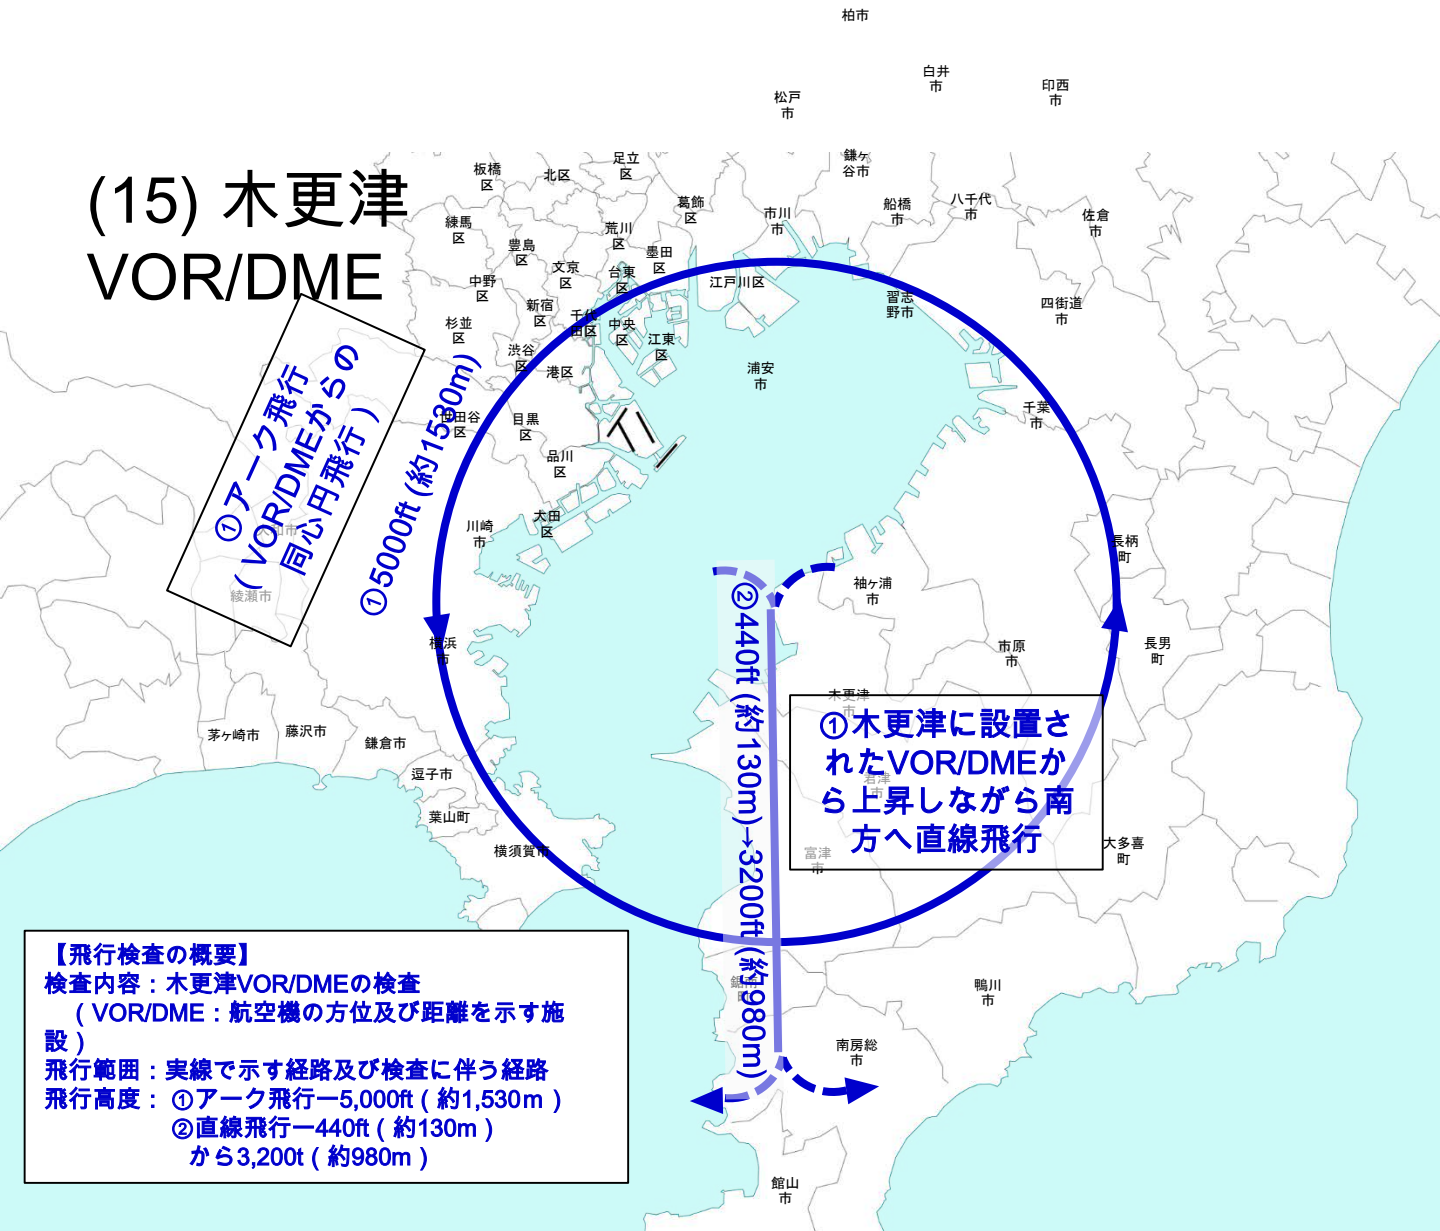 柏市
白井
市
印西
市
松戸
市
鎌ヶ
谷市
足立
区
板橋
区
北区
(15) 木更津
VOR/DME
葛飾
区
市川
市
船橋
市
八千代
市
佐倉
市
練馬
区
豊島
区
荒川
区
墨田
区
文京
区
台東
区
中野
区
江戸川区
新宿
区
習志
野市
四街道
市
杉並
区
千代
田区
中央
区
江東
区
渋谷
区
港区
浦安
市
千葉
市
世田谷
区
目黒
区
品川
区
大田
区
川崎
市
①アーク飛行
（VOR/DMEからの
同心円飛行）
①5000ft (約1530m)
大和市
綾瀬市
長柄
町
袖ヶ浦
市
横浜
市
市原
市
長男
町
木更津
市
②440ft (約130m)→3200ft (約980m)
①木更津に設置さ
れたVOR/DMEか
ら上昇しながら南
方へ直線飛行
君津
市
富津
市
大多喜
町
茅ヶ崎市
藤沢市
鎌倉市
逗子市
葉山町
横須賀市
鋸南
町
鴨川
市
南房総
市
館山
市
【飛行検査の概要】
検査内容：木更津VOR/DMEの検査
（VOR/DME：航空機の方位及び距離を示す施
設）
飛行範囲：実線で示す経路及び検査に伴う経路
飛行高度： ①アーク飛行ー5,000ft（約1,530ｍ）
②直線飛行ー440ft（約130m）
から3,200t（約980m）